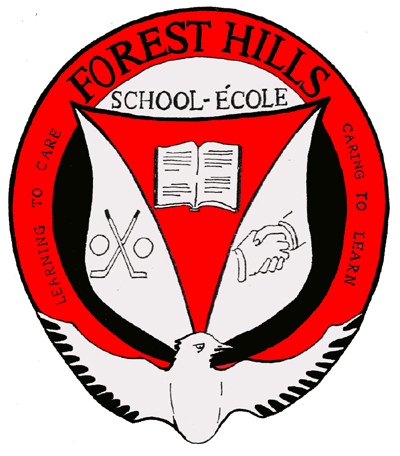 FOREST HILLS
SCHOOL-ÉCOLE
LEARNING TO CARE
CARING TO LEARN